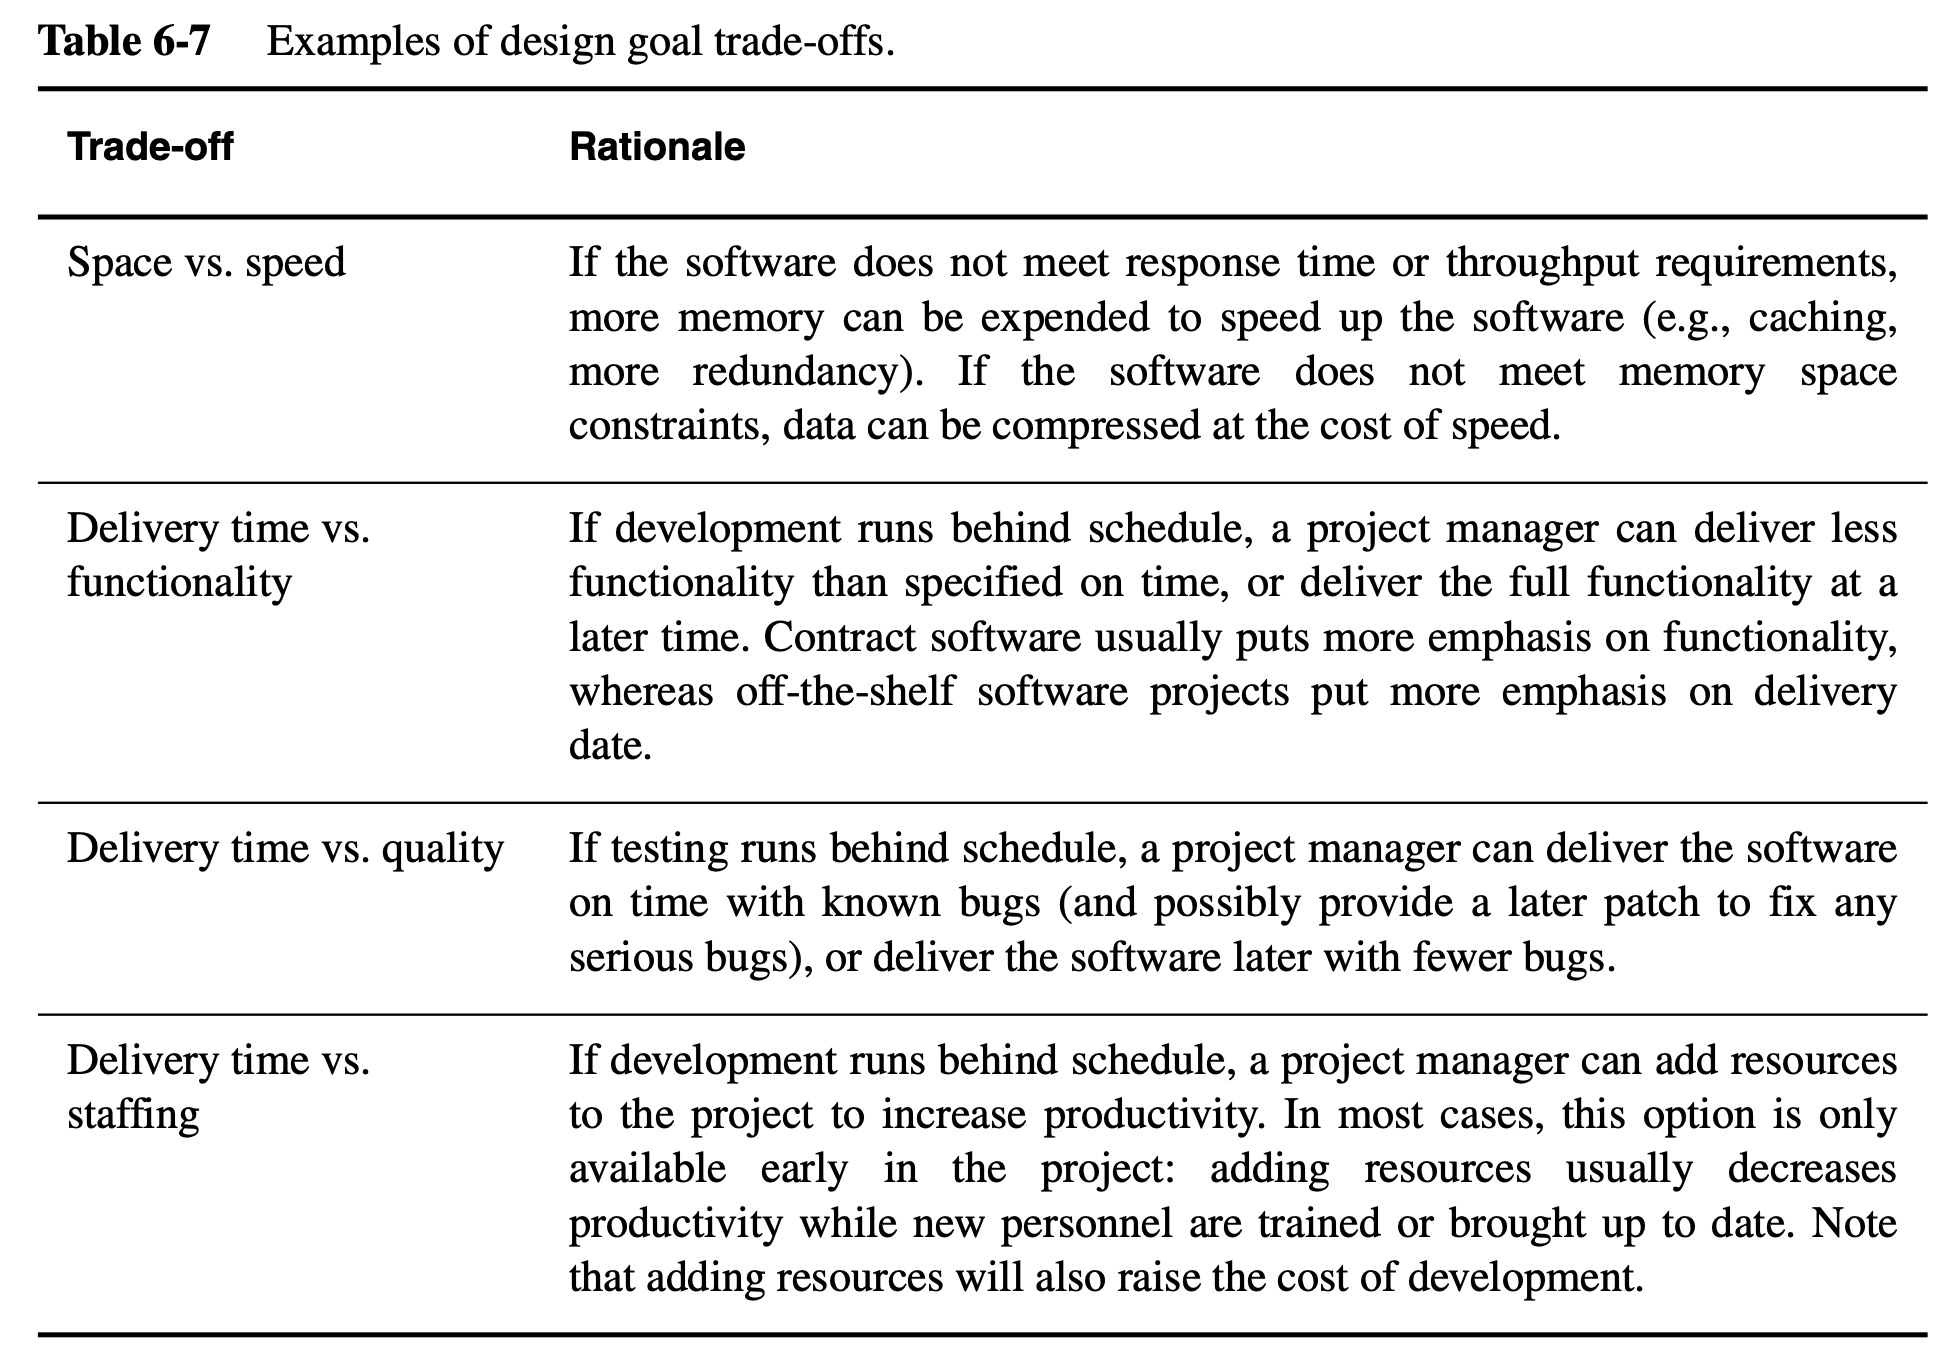 Table 6-7 Examples of design goal trade-offs.
Trade-off Rationale
Space vs. speed If the software does not meet response time or throughput requirements,
more memory can be expended to speed up the software (e.g., caching,
more redundancy). If the software does not meet memory space
constraints, data can be compressed at the cost of speed.
Delivery time vs. If development runs behind schedule, a project manager can deliver less
functionality functionality than specified on time, or deliver the full functionality at a
later time. Contract software usually puts more emphasis on functionality,
whereas off-the-shelf software projects put more emphasis on delivery
date.
Delivery time vs. quality If testing runs behind schedule, a project manager can deliver the software
on time with known bugs (and possibly provide a later patch to fix any
serious bugs), or deliver the software later with fewer bugs.
Delivery time vs. If development runs behind schedule, a project manager can add resources
staffing to the project to increase productivity. In most cases, this option is only
available early in the project: adding resources usually decreases
productivity while new personnel are trained or brought up to date. Note
that adding resources will also raise the cost of development.